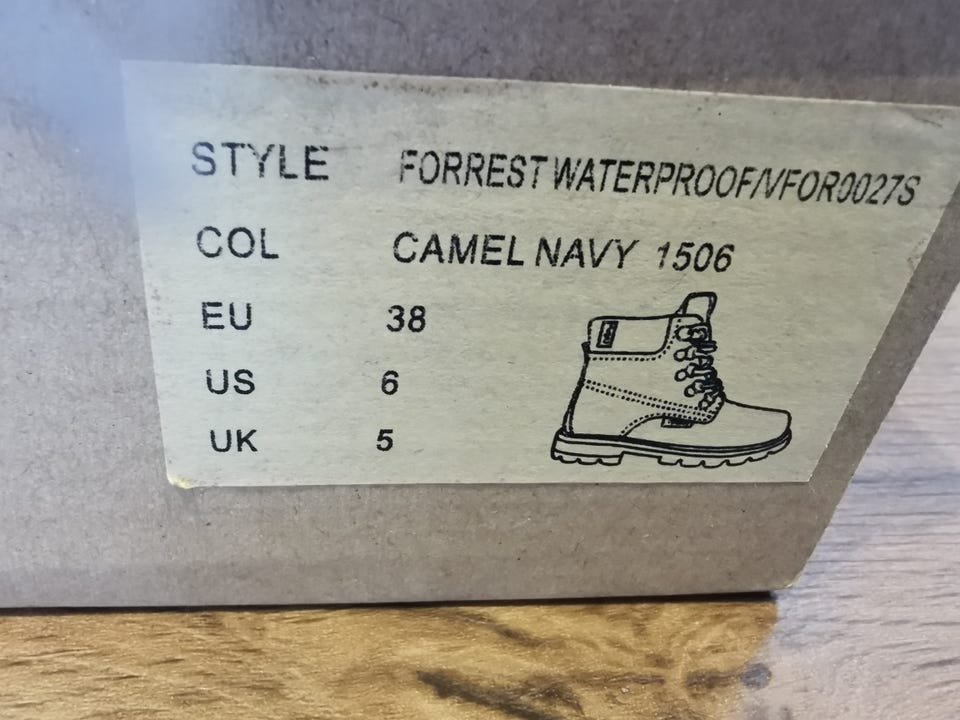 STYLE FORREST WATERPROOF/VFOR0027S
COL CAMEL NAVY 1506
EU 38
US 6
UK 5